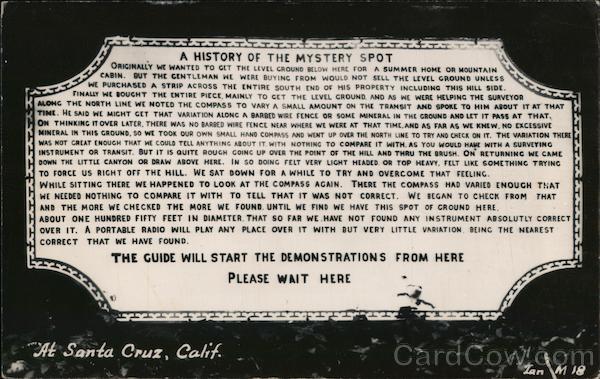 A HISTORY OF THE MYSTERY SPOT
ORIGINALLY WE WANTED TO GET THE LEVEL GROUND BELOW HERE FOR A SUMMER HOME OR MOUNTAIN
CABIN. BUT THE GENTLEMAN WE WERE BUYING FROM WOULD NOT SELL THE LEVEL GROUND UNLESS
WE PURCHASED A STRIP ACROSS THE ENTIRE SOUTH END OF HIS PROPERTY INCLUDING THIS HILL SIDE.
FINALLY WE BOUGHT THE ENTIRE PIECE, MAINLY TO GET THE LEVEL GROUND, AND AS WE WERE HELPING THE SURVEYOR
ALONG THE NORTH LINE WE NOTED THE COMPASS TO VARY A SMALL AMOUNT ON THE TRANSIT AND SPOKE TO HIM ABOUT IT AT THAT
TIME. HE SAID WE MIGHT GET THAT VARIATION ALONG A BARBED WIRE FENCE OR SOME MINERAL IN THE GROUND AND LET IT PASS AT THAT.
ON THINKING IT OVER LATER, THERE WAS NO BARBED WIRE FENCE NEAR WHERE WE WERE AT THAT TIME, AND AS FAR AS WE KNEW, NO EXCESSIVE
MINERAL IN THIS GROUND, SO WE TOOK OUR OWN SMALL HAND COMPASS AND WENT UP OVER THE NORTH LINE TO TRY AND CHECK ON IT. THE VARIATION THERE
WAS NOT GREAT ENOUGH THAT WE COULD TELL ANYTHING ABOUT IT WITH NOTHING TO COMPARE IT WITH, AS YOU WOULD HAVE WITH A SURVEYING
INSTRUMENT OR TRANSIT. BUT IT IS QUITE ROUGH GOING UP OVER THE POINT OF THE HILL AND THRU THE BRUSH. ON RETURNING WE CAME
DOWN THE LITTLE CANYON OR DRAW ABOVE HERE. IN SO DOING FELT VERY LIGHT HEADED OR TOP HEAVY, FELT LIKE SOMETHING TRYING
TO FORCE US RIGHT OFF THE HILL. WE SAT DOWN FOR A WHILE TO TRY AND OVERCOME THAT FEELING.
WHILE SITTING THERE WE HAPPENED TO LOOK AT THE COMPASS AGAIN. THERE THE COMPASS HAD VARIED ENOUGH THAT
WE NEEDED NOTHING TO COMPARE IT WITH TO TELL THAT IT WAS NOT CORRECT. WE BEGAN TO CHECK FROM THAT
AND THE MORE WE CHECKED THE MORE WE FOUND, UNTIL WE FIND WE HAVE THIS SPOT OF GROUND HERE,
ABOUT ONE HUNDRED FIFTY FEET IN DIAMETER, THAT SO FAR WE HAVE NOT FOUND ANY INSTRUMENT ABSOLUTELY CORRECT
OVER IT. A PORTABLE RADIO WILL PLAY ANY PLACE OVER IT WITH BUT VERY LITTLE VARIATION. BEING THE NEAREST
CORRECT THAT WE HAVE FOUND.
THE GUIDE WILL START THE DEMONSTRATIONS FROM HERE
PLEASE WAIT HERE
At Santa Cruz, Calif.
CardCow.com
Zan M 18